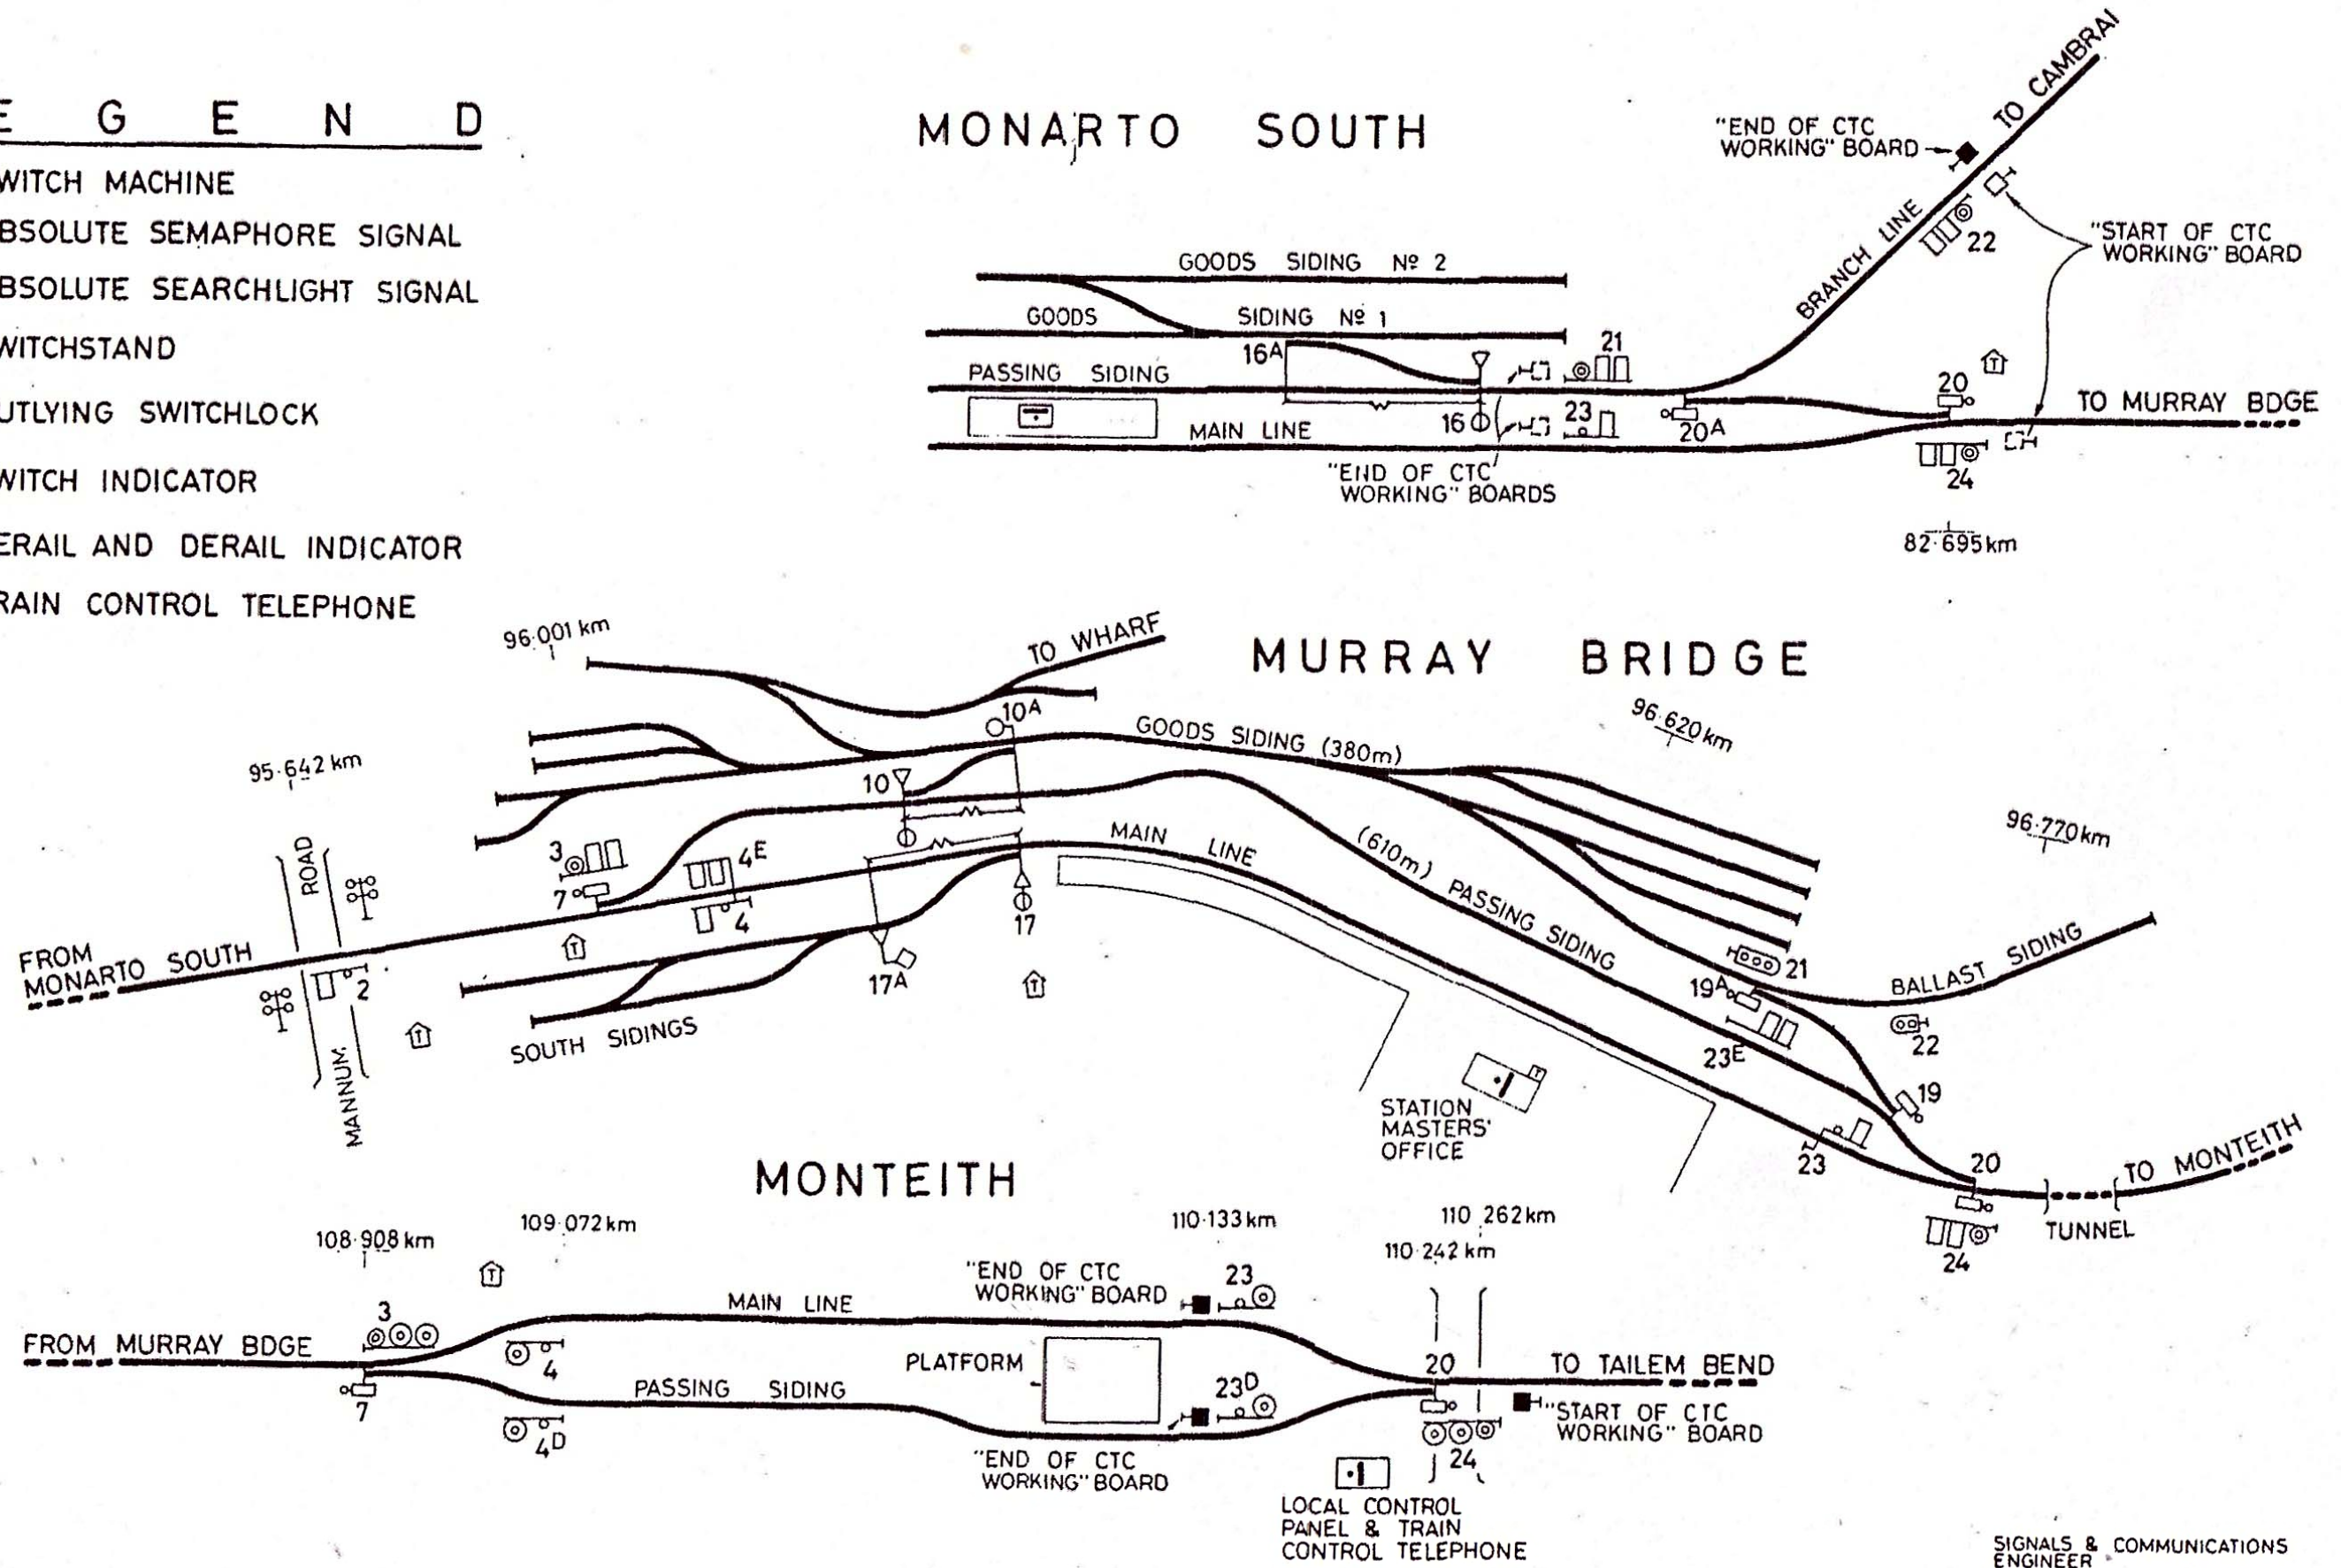 E G E N D
WITCH MACHINE
BSOLUTE SEMAPHORE SIGNAL
BSOLUTE SEARCHLIGHT SIGNAL
WITCHSTAND
UTLYING SWITCHLOCK
WITCH INDICATOR
ERAIL AND DERAIL INDICATOR
RAIN CONTROL TELEPHONE
MONARTO SOUTH
"END OF CTC
WORKING" BOARD
TO CAMBRAI
BRANCH LINE
22
"START OF CTC
WORKING" BOARD
GOODS SIDING Nº 2
GOODS SIDING Nº 1
16A
21
PASSING SIDING
16
23
20A
20
T
TO MURRAY BDGE
MAIN LINE
"END OF CTC
WORKING" BOARDS
24
82·695km
MURRAY BRIDGE
96·001 km
TO WHARF
10A
GOODS SIDING (380m)
96·620 km
95·642 km
10
96·770km
ROAD
3
4E
MAIN LINE
(610m) PASSING SIDING
7
4
17
FROM
MONARTO SOUTH
T
2
17A
T
T
SOUTH SIDINGS
MANNUM
21
19A
BALLAST SIDING
22
23E
19
T
STATION
MASTERS'
OFFICE
23
20
TO MONTEITH
TUNNEL
24
MONTEITH
108·908 km
109·072 km
110·133km
110·262km
110·242 km
T
3
"END OF CTC
WORKING" BOARD
23
MAIN LINE
FROM MURRAY BDGE
4
PLATFORM
20
TO TAILEM BEND
7
PASSING SIDING
23D
4D
"START OF CTC
WORKING" BOARD
"END OF CTC
WORKING" BOARD
24
LOCAL CONTROL
PANEL & TRAIN
CONTROL TELEPHONE
SIGNALS & COMMUNICATIONS
ENGINEER